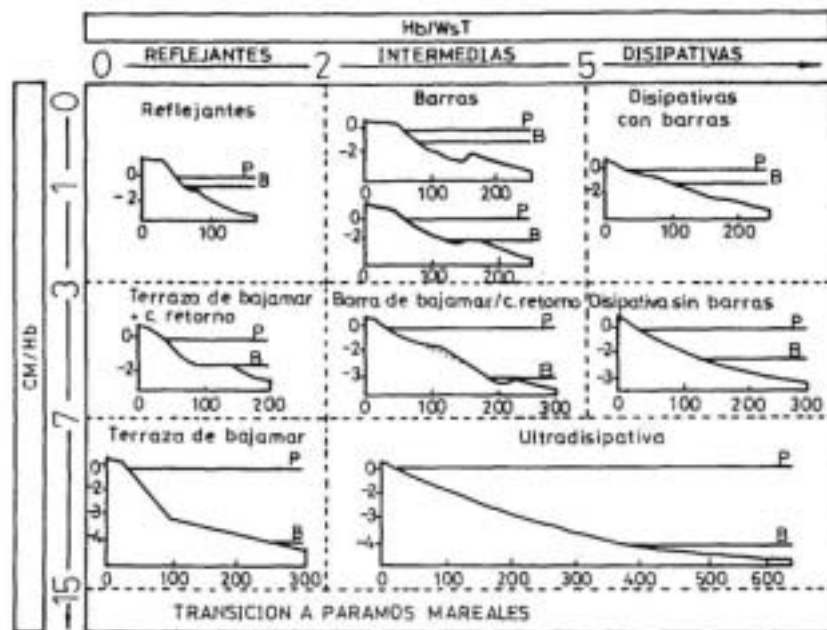 Hb/WsT
0 REFLEJANTES 2 INTERMEDIAS 5 DISIPATIVAS
CM/Hb
0
1
3
7
15
Reflejantes
P
B
0
-2
0 100
Barras
P
B
0
-2
0 100 200
P
B
0
-2
0 100 200
Disipativas
con barras
P
B
0
-2
0 100 200
Terraza de bajamar
+ c. retorno
P
B
0
-2
0 100 200
Barra de bajamar/c.retorno
P
B
0
-2
-3
0 100 200 300
Disipativa sin barras
P
B
0
-2
-3
0 100 200 300
Terraza de bajamar
P
B
0
-2
-3
-4
0 100 200 300
Ultradisipativa
P
B
0
-2
-3
-4
0 100 200 300 400 500 600
TRANSICION A PARAMOS MAREALES